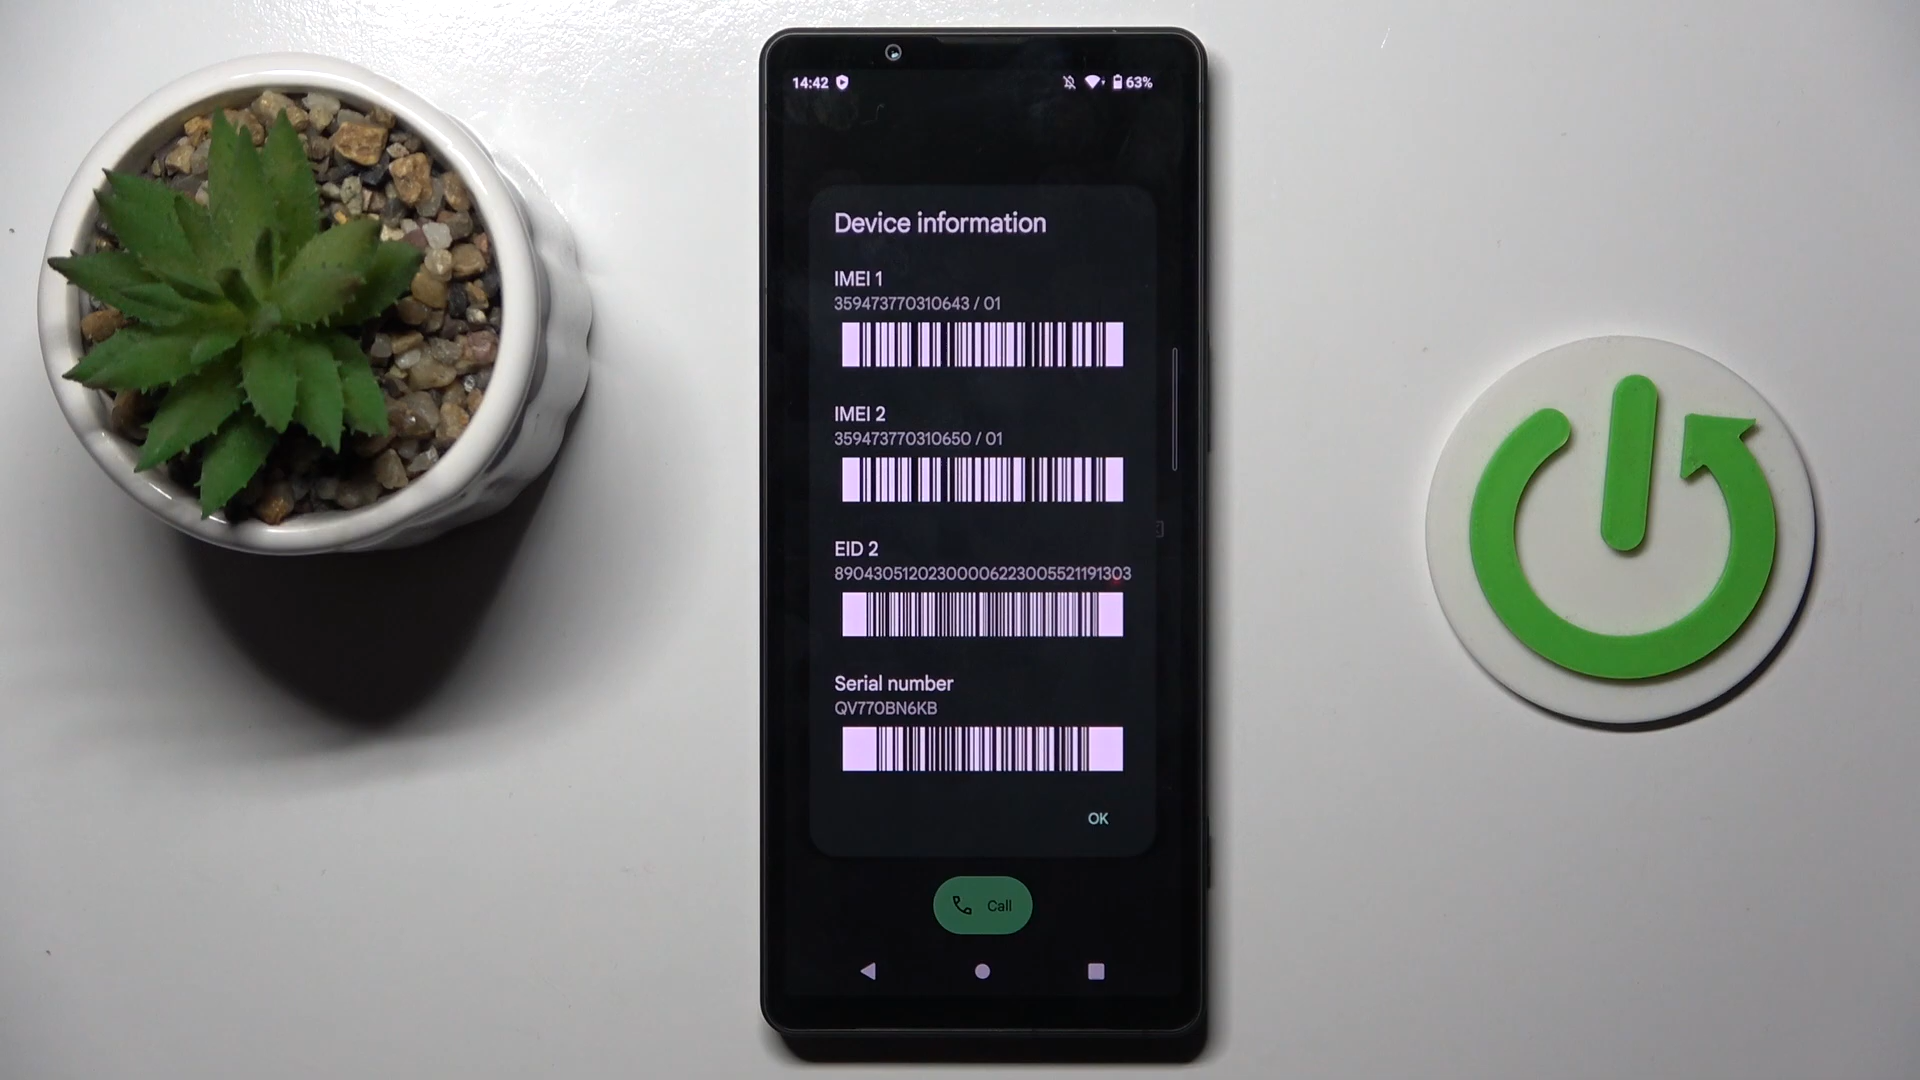 14:42
63%
Device information
IMEI 1
359473770310643 / 01
IMEI 2
359473770310650 / 01
EID 2
89043051202300006223005521191303
Serial number
QV770BN6KB
OK
Call